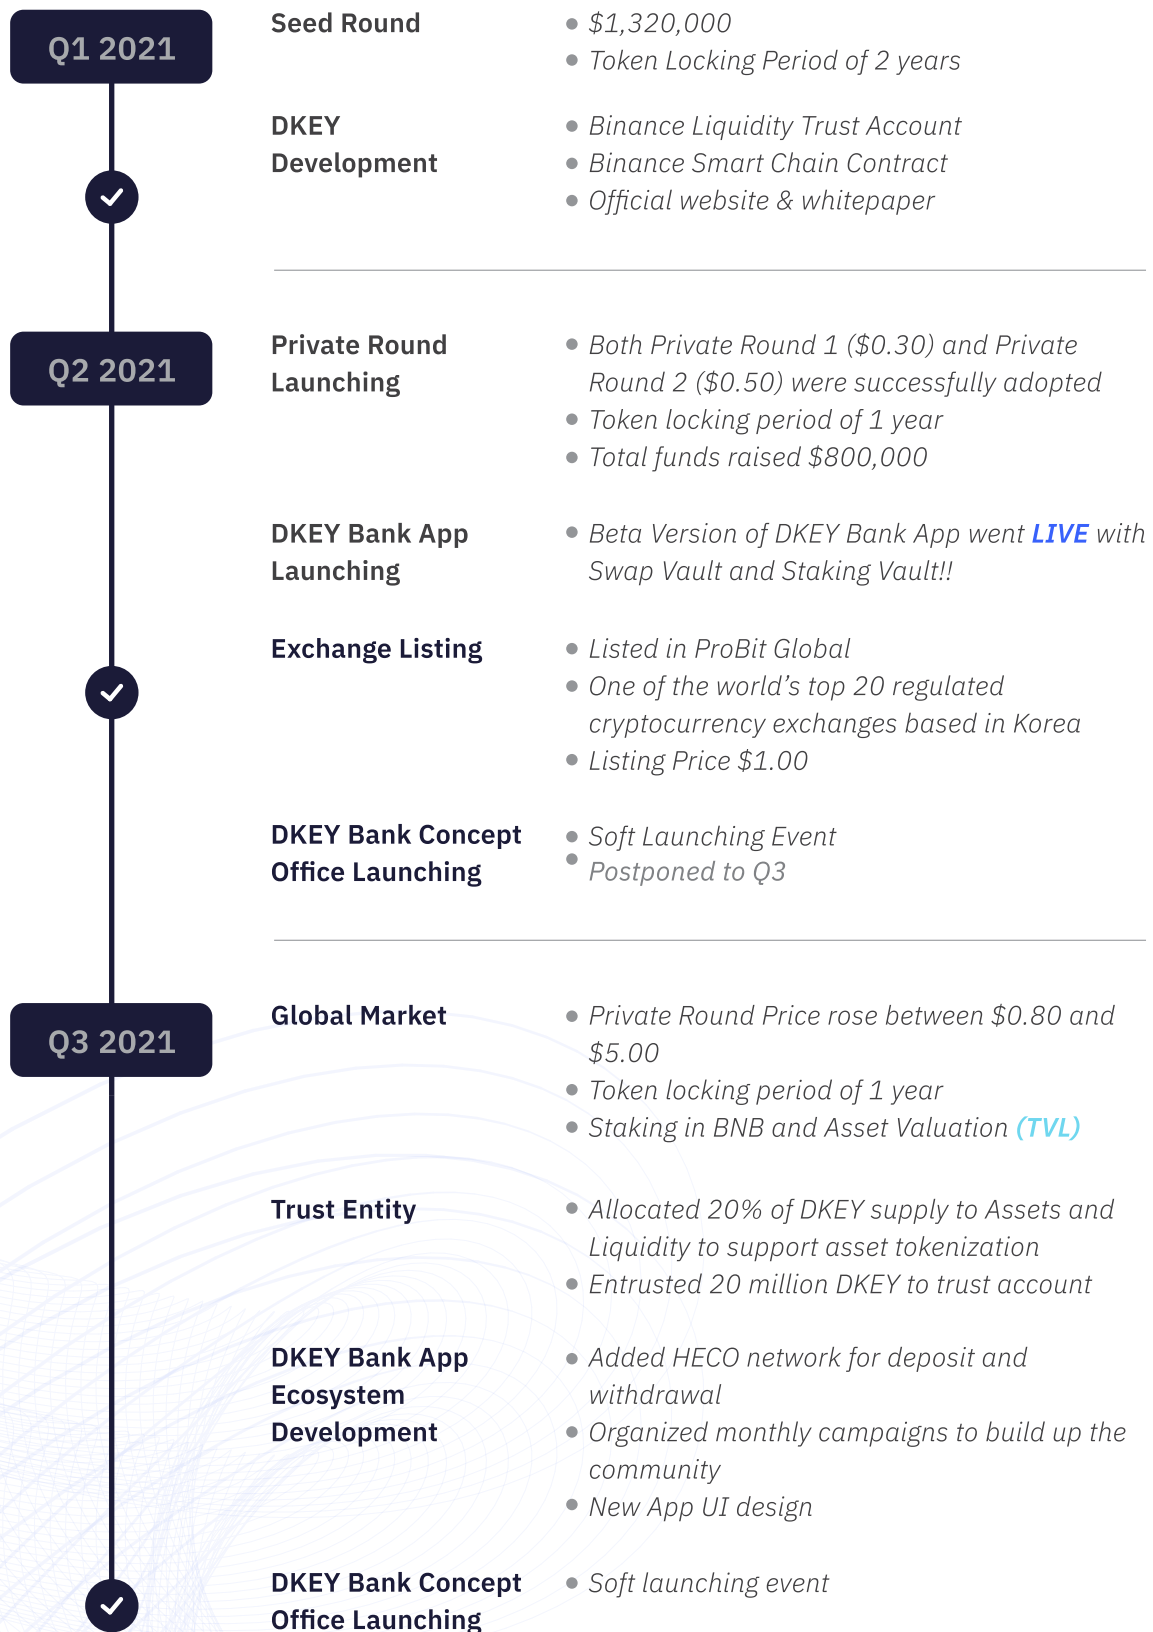 Q1 2021
Seed Round
$1,320,000
Token Locking Period of 2 years
DKEY
Development
Binance Liquidity Trust Account
Binance Smart Chain Contract
Official website & whitepaper
Q2 2021
Private Round
Launching
Both Private Round 1 ($0.30) and Private
Round 2 ($0.50) were successfully adopted
Token locking period of 1 year
Total funds raised $800,000
DKEY Bank App
Launching
Beta Version of DKEY Bank App went LIVE with
Swap Vault and Staking Vault!!
Exchange Listing
Listed in ProBit Global
One of the world’s top 20 regulated
cryptocurrency exchanges based in Korea
Listing Price $1.00
DKEY Bank Concept
Office Launching
Soft Launching Event
Postponed to Q3
Q3 2021
Global Market
Private Round Price rose between $0.80 and
$5.00
Token locking period of 1 year
Staking in BNB and Asset Valuation (TVL)
Trust Entity
Allocated 20% of DKEY supply to Assets and
Liquidity to support asset tokenization
Entrusted 20 million DKEY to trust account
DKEY Bank App
Ecosystem
Development
Added HECO network for deposit and
withdrawal
Organized monthly campaigns to build up the
community
New App UI design
DKEY Bank Concept
Office Launching
Soft launching event